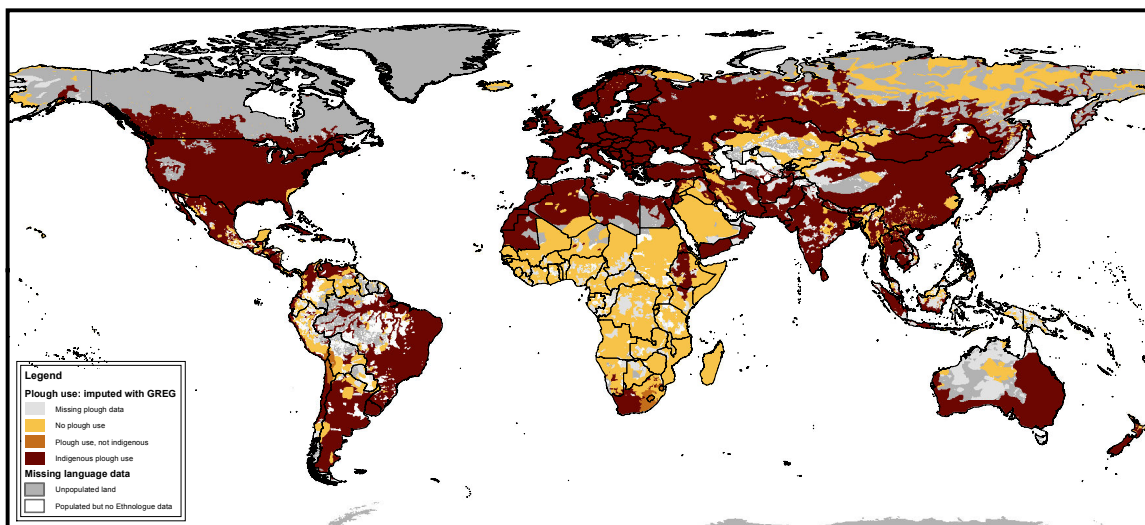 Legend
Plough use: imputed with GREG
Missing plough data
No plough use
Plough use, not indigenous
Indigenous plough use
Missing language data
Unpopulated land
Populated but no Ethnologue data